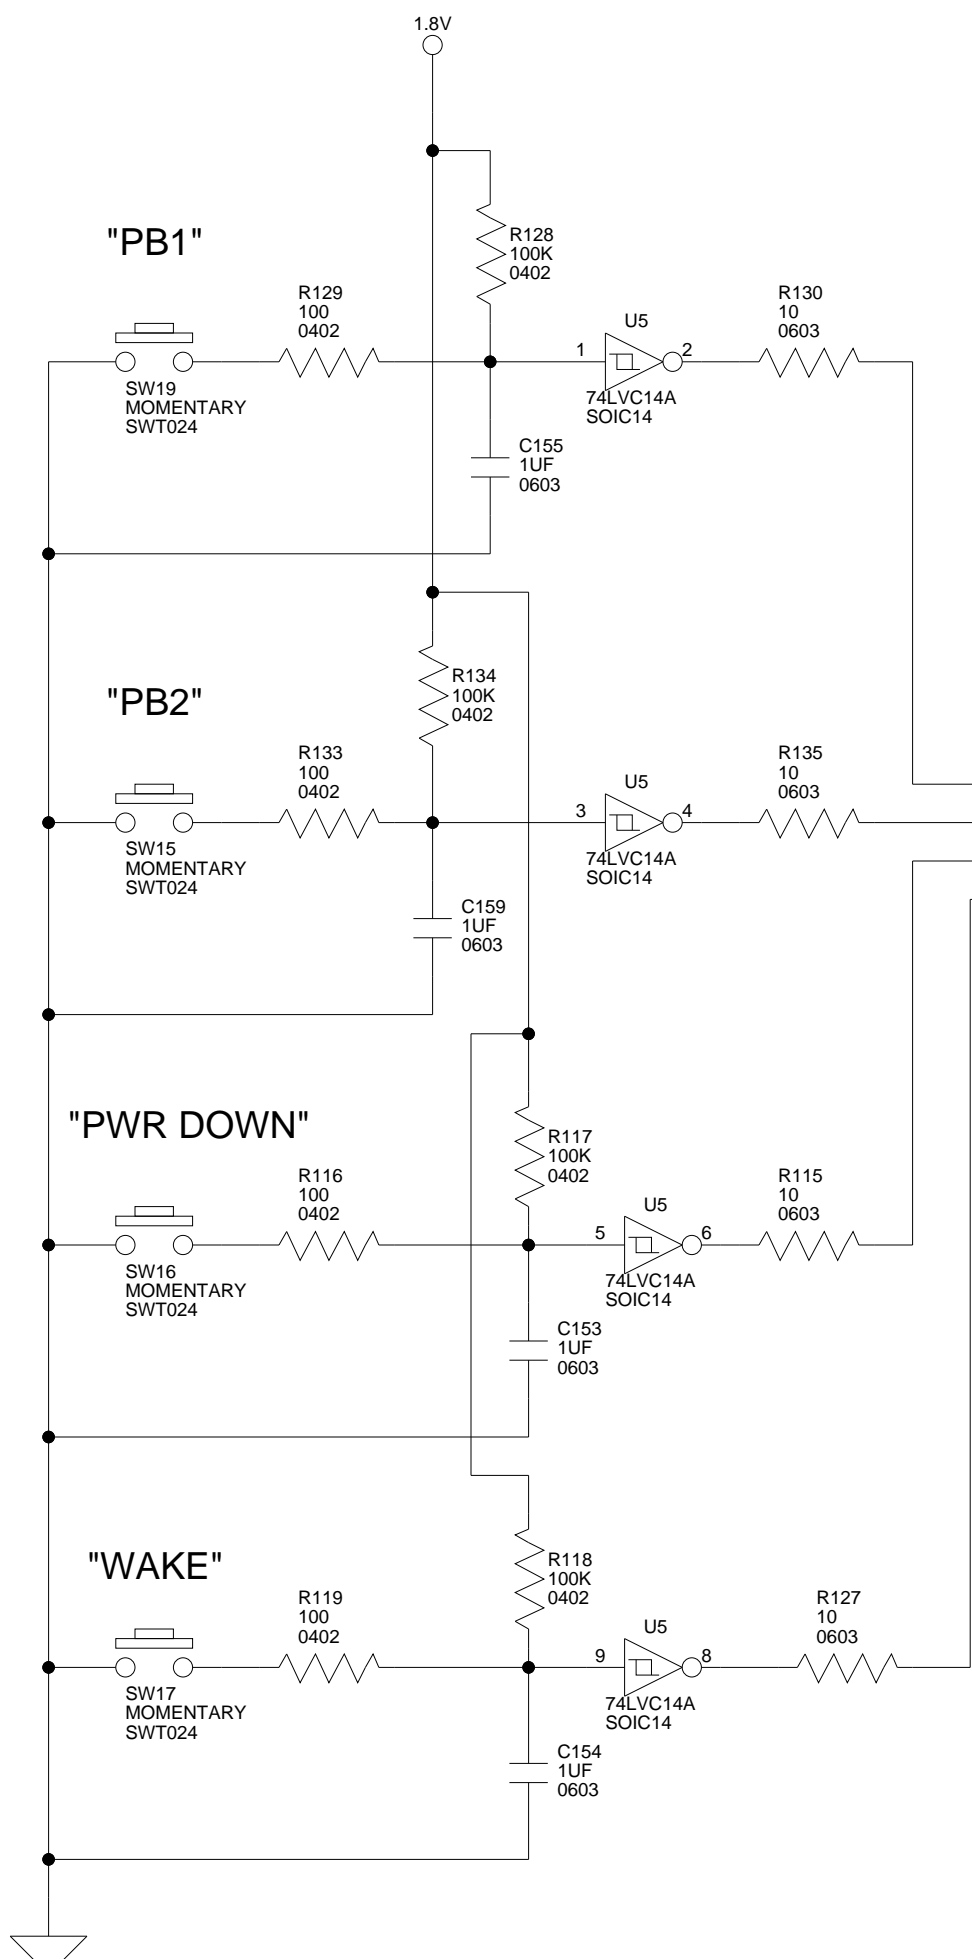 1.8V
"PB1"
R128
100K
0402
R129
100
0402
U5
R130
10
0603
1
2
SW19
MOMENTARY
SWT024
74LVC14A
SOIC14
C155
1UF
0603
"PB2"
R134
100K
0402
R133
100
0402
U5
R135
10
0603
3
4
SW15
MOMENTARY
SWT024
74LVC14A
SOIC14
C159
1UF
0603
"PWR DOWN"
R117
100K
0402
R116
100
0402
U5
R115
10
0603
5
6
SW16
MOMENTARY
SWT024
74LVC14A
SOIC14
C153
1UF
0603
"WAKE"
R118
100K
0402
R119
100
0402
U5
R127
10
0603
9
8
SW17
MOMENTARY
SWT024
74LVC14A
SOIC14
C154
1UF
0603